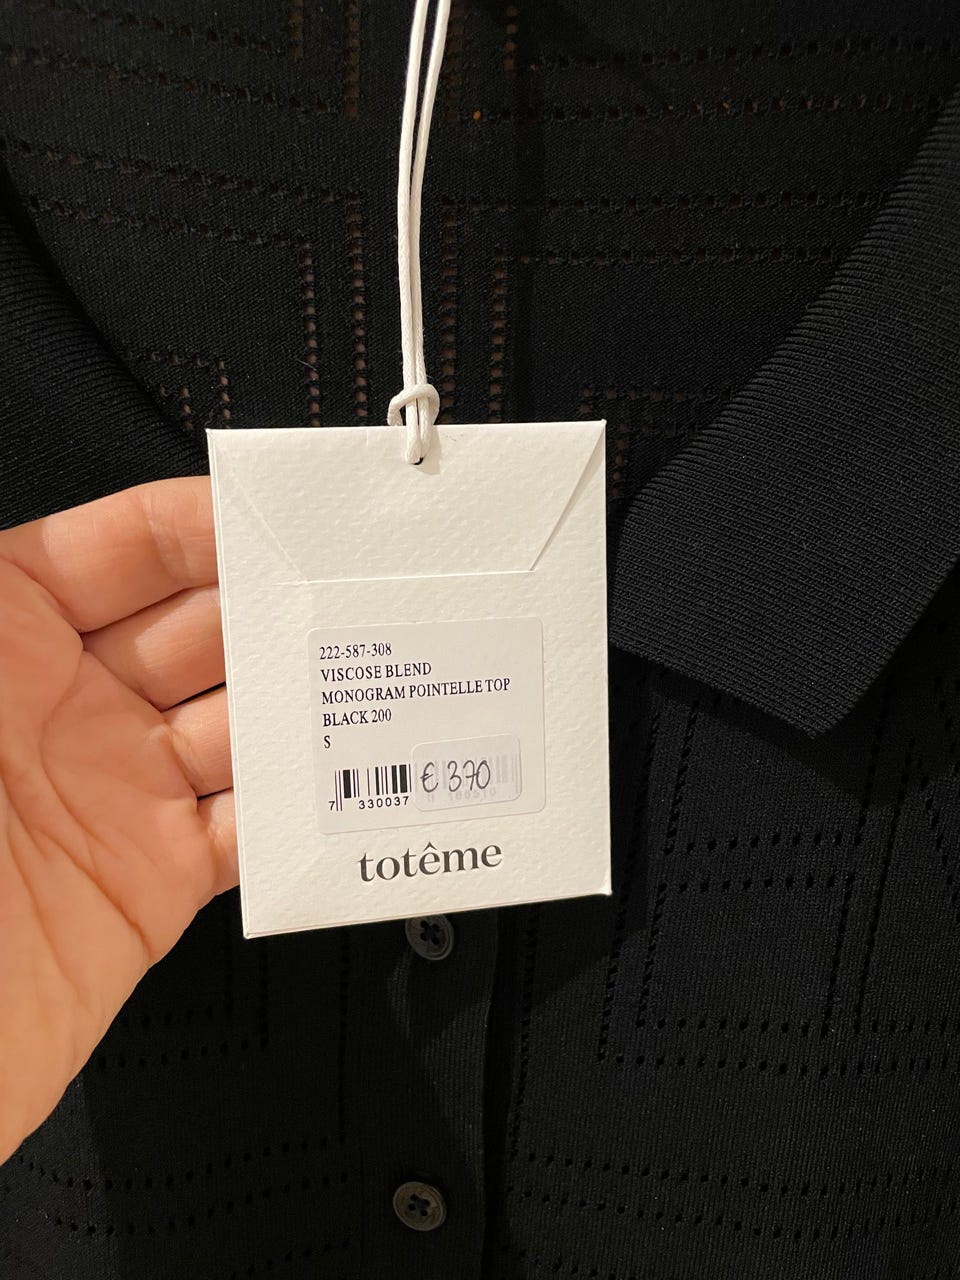 222-587-308
VISCOSE BLEND
MONOGRAM POINTELLE TOP
BLACK 200
S
€ 370
7 330037
totême